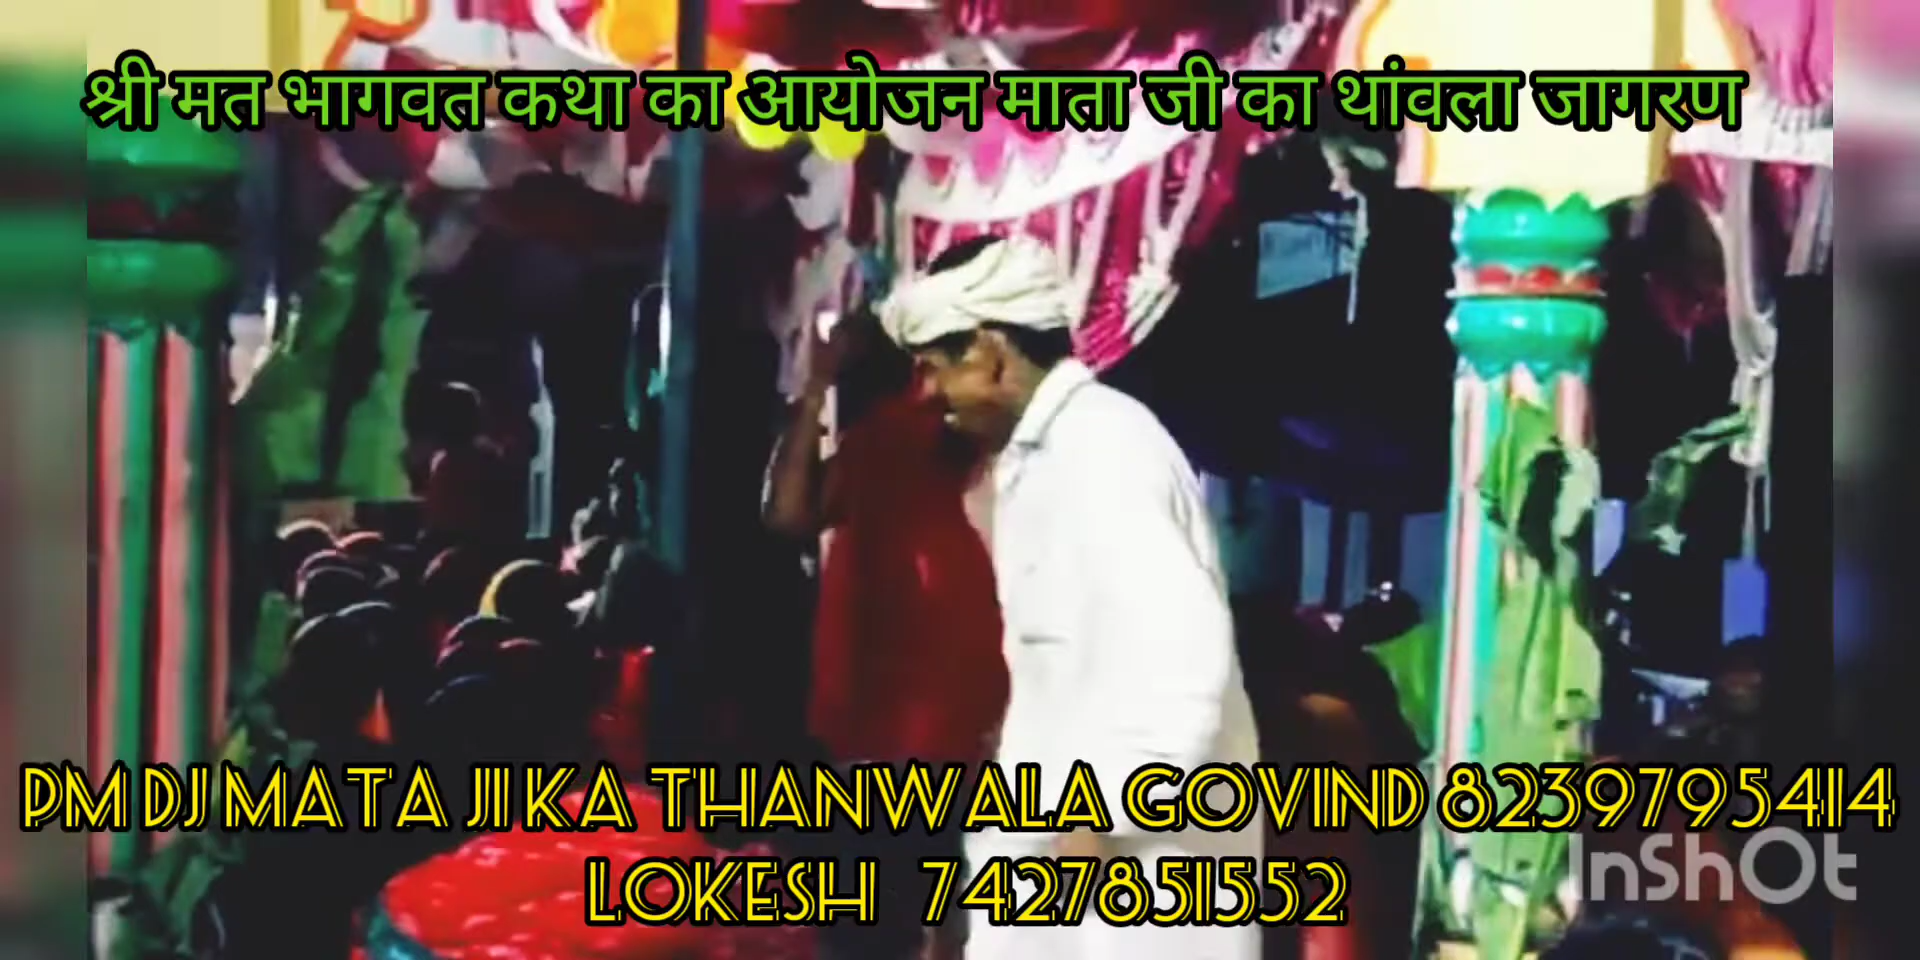 श्री मत भागवत कथा का आयोजन माता जी का थांवला जागरण
PM DJ MATA JI KA THANWALA GOVIND 8239795414
LOKESH 7427851552
InShOt